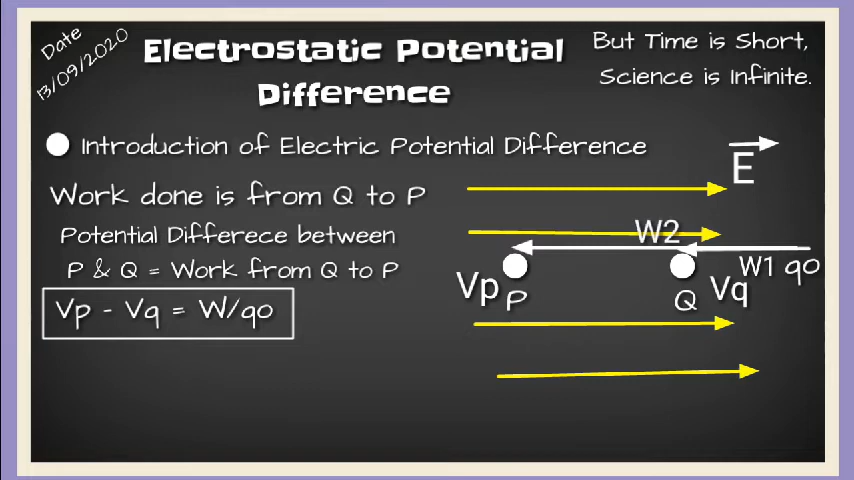 Date
13/09/2020
Electrostatic Potential
Difference
But Time is Short,
Science is Infinite.
Introduction of Electric Potential Difference
E
Work done is from Q to P
Potential Differece between
P & Q = Work from Q to P
Vp - Vq = W/qo
W2
W1 qo
Vp
P
Q
Vq